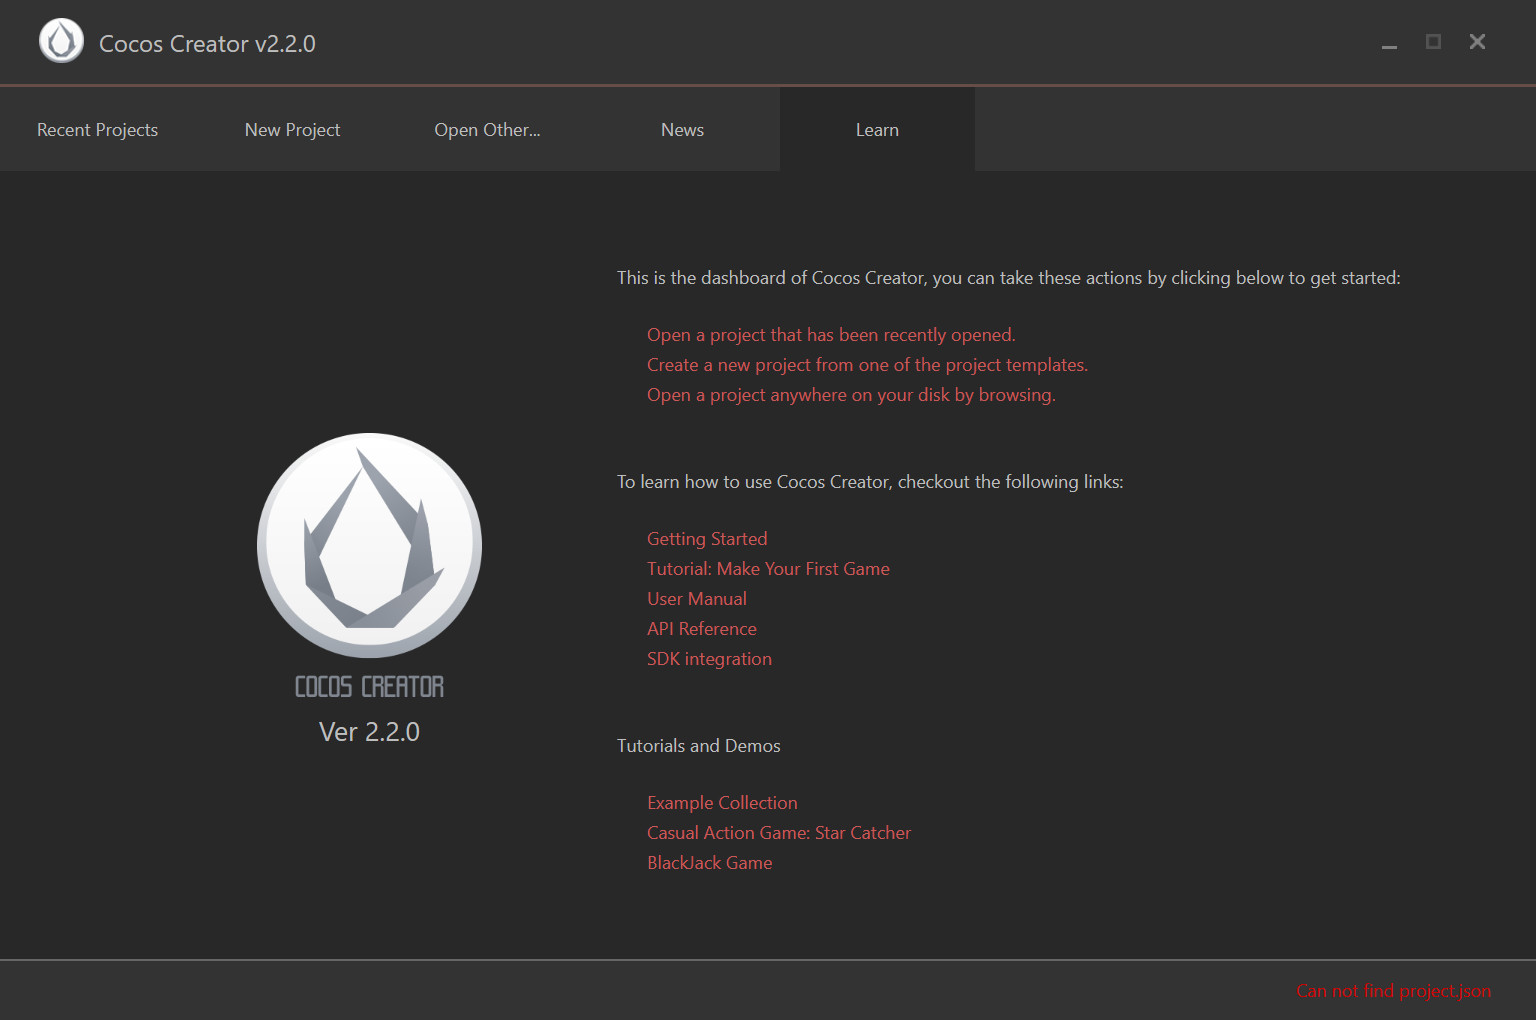 Cocos Creator v2.2.0
Recent Projects
New Project
Open Other...
News
Learn
This is the dashboard of Cocos Creator, you can take these actions by clicking below to get started:
Open a project that has been recently opened.
Create a new project from one of the project templates.
Open a project anywhere on your disk by browsing.
To learn how to use Cocos Creator, checkout the following links:
Getting Started
Tutorial: Make Your First Game
User Manual
API Reference
SDK integration
Tutorials and Demos
Example Collection
Casual Action Game: Star Catcher
BlackJack Game
COCOS CREATOR
Ver 2.2.0
Can not find project.json